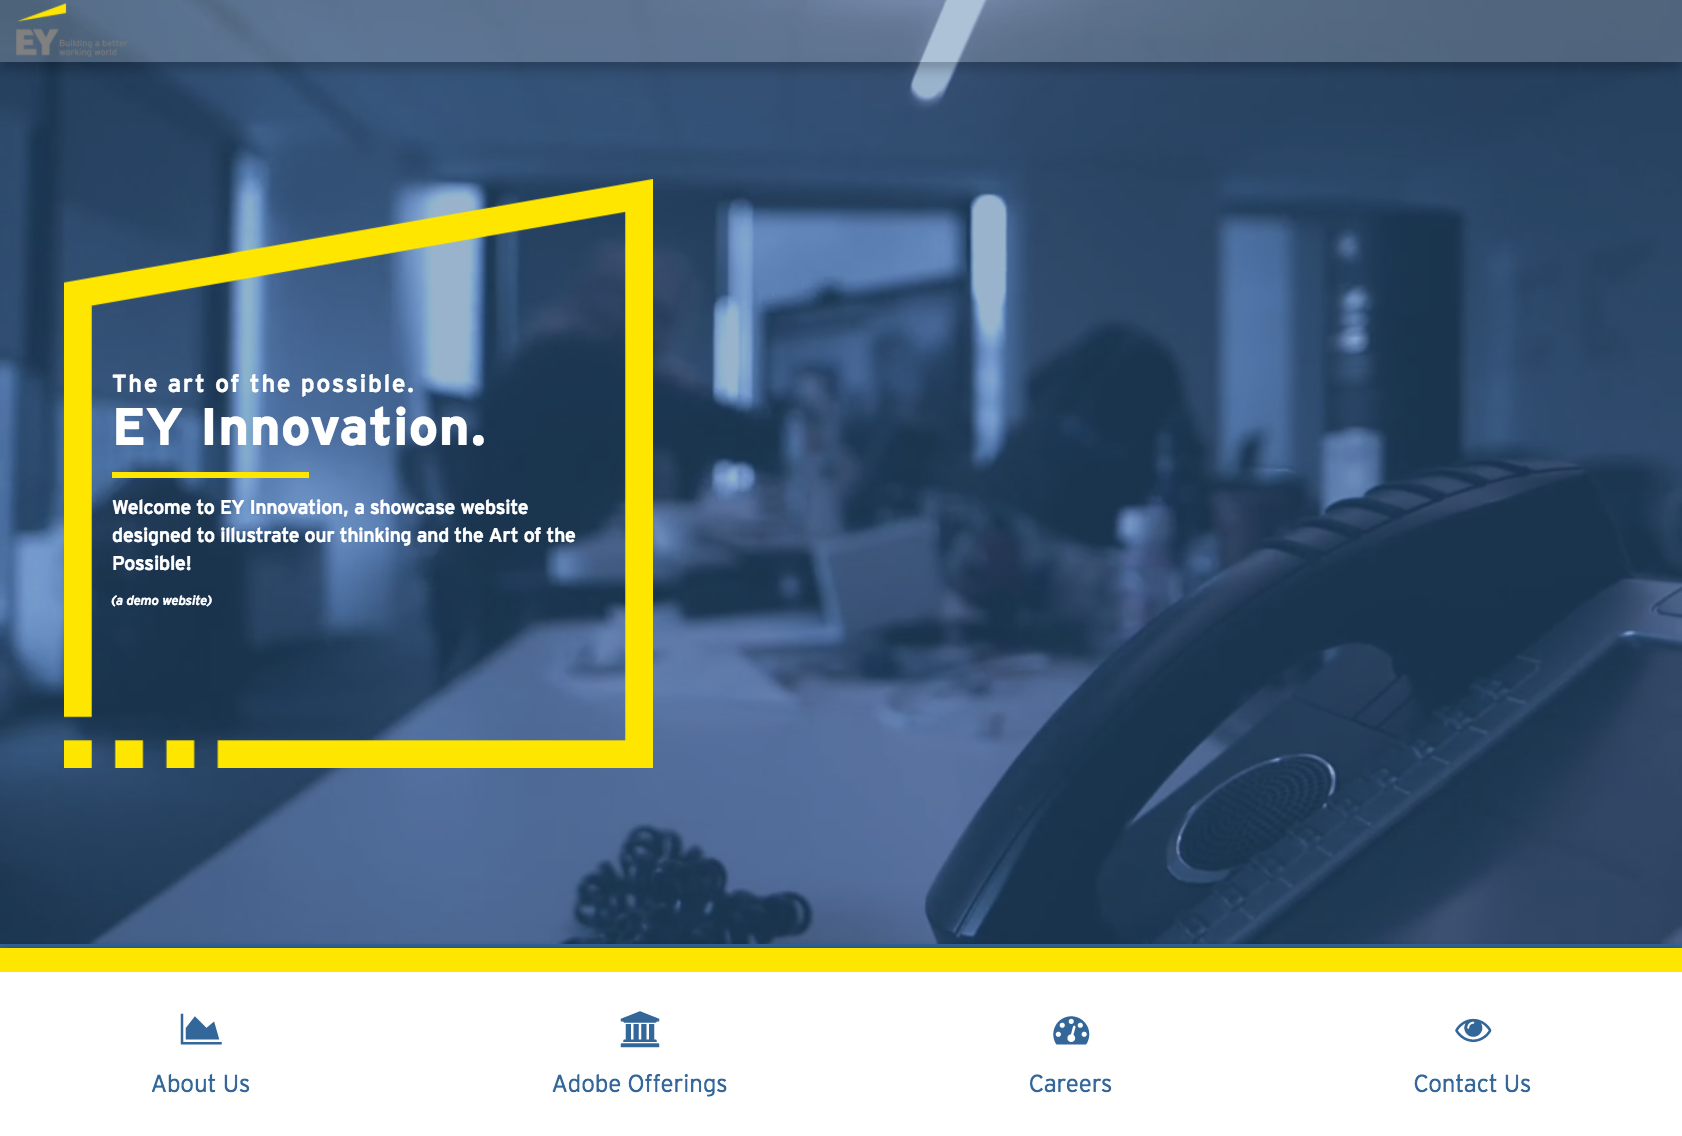 EY Building a better
working world
The art of the possible.
EY Innovation.
Welcome to EY Innovation, a showcase website
designed to illustrate our thinking and the Art of the
Possible!
(a demo website)
About Us
Adobe Offerings
Careers
Contact Us